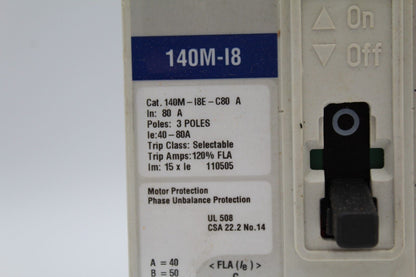 140M-I8
Cat. 140M-I8E-C80 A
In: 80 A
Poles: 3 POLES
Ie:40-80A
Trip Class: Selectable
Trip Amps:120% FLA
Im: 15 x Ie 110505
Motor Protection
Phase Unbalance Protection
UL 508
CSA 22.2 No.14
A = 40
B = 50
< FLA (Ie) >
△ On
▽ Off
O